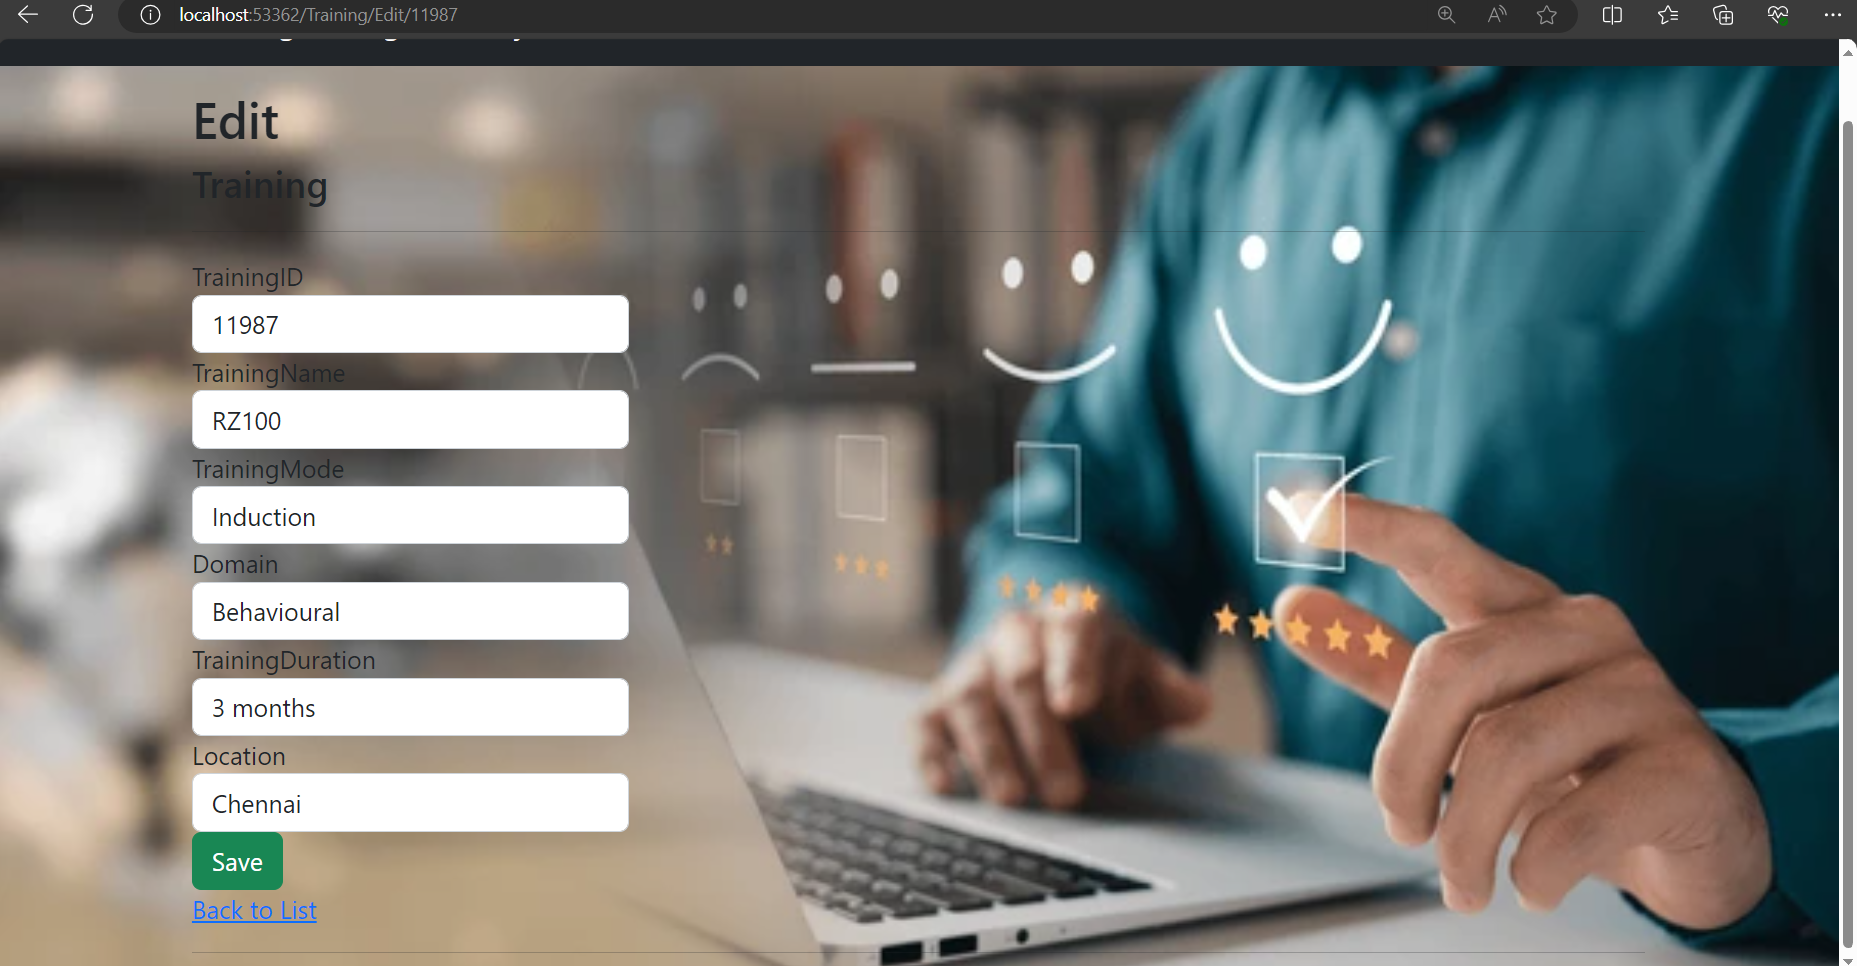 localhost:53362/Training/Edit/11987
Edit
Training
TrainingID
11987
TrainingName
RZ100
TrainingMode
Induction
Domain
Behavioural
TrainingDuration
3 months
Location
Chennai
Save
Back to List